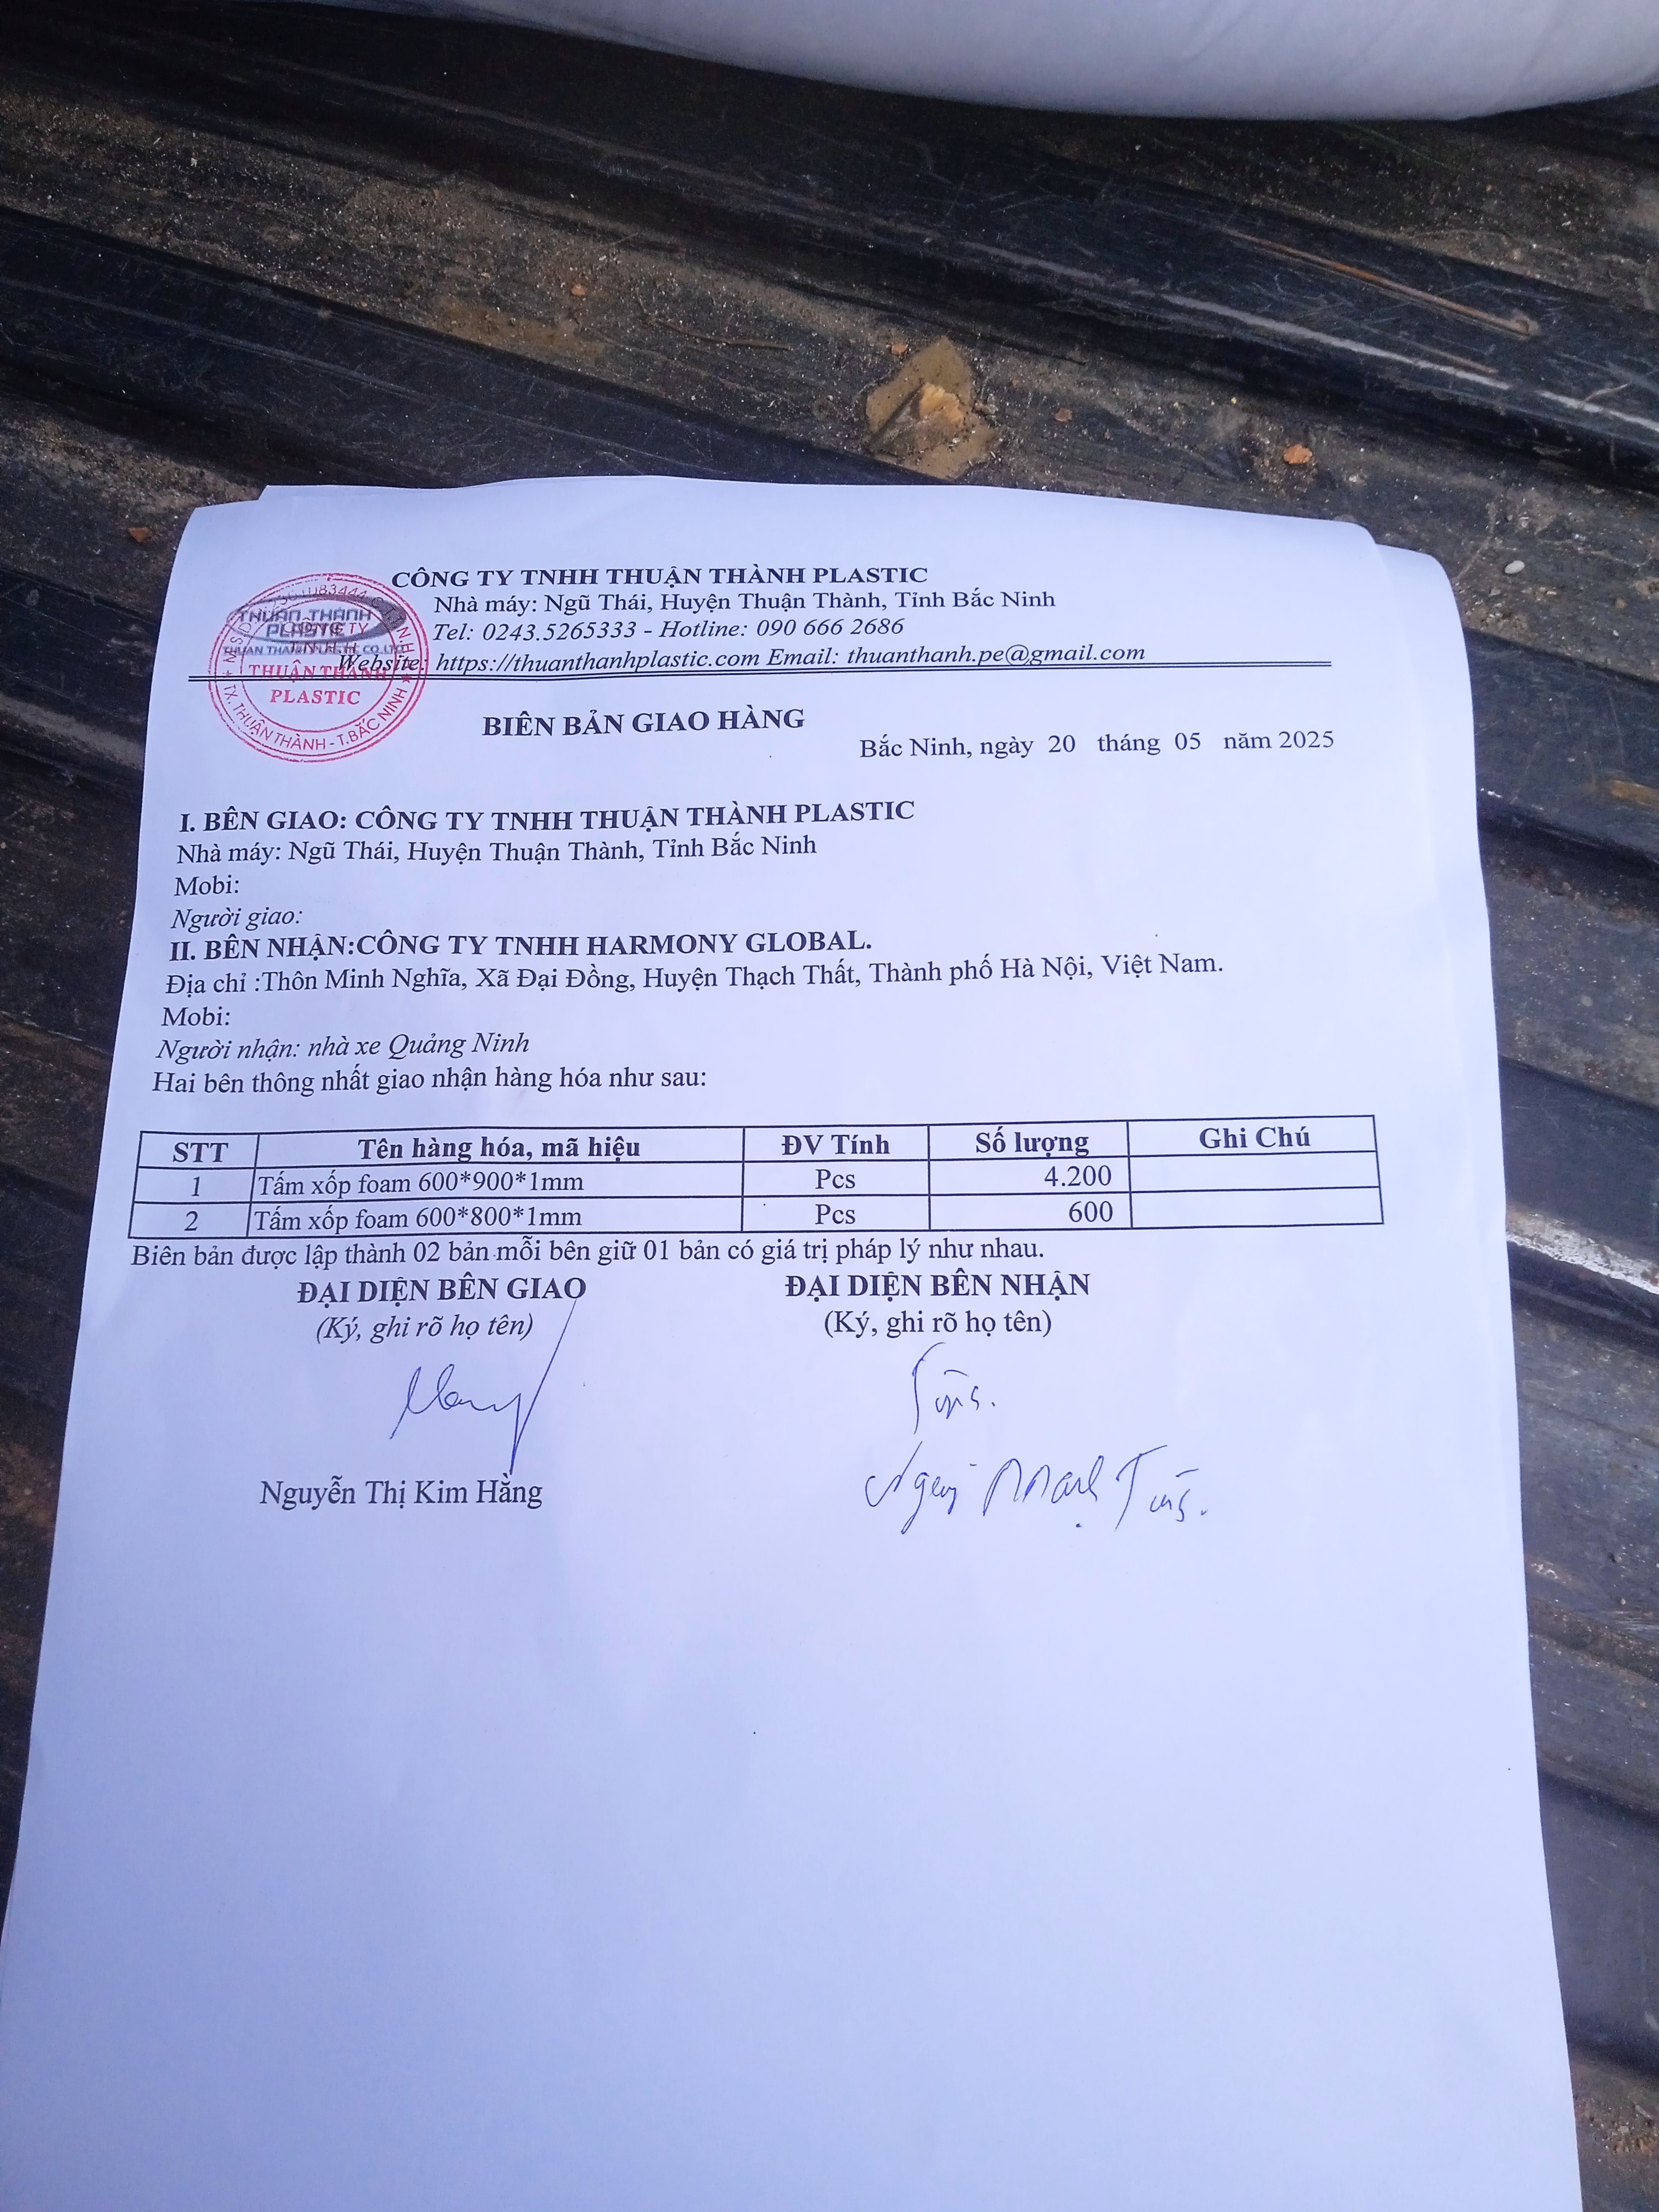 CÔNG TY TNHH THUẬN THÀNH PLASTIC
Nhà máy: Ngũ Thái, Huyện Thuận Thành, Tỉnh Bắc Ninh
Tel: 0243.5265333 - Hotline: 090 666 2686
Website: https://thuanthanhplastic.com Email: thuanthanh.pe@gmail.com
THUẬN THÀNH
PLASTIC
CÔNG TY
T.N.H.H
THUẬN THÀNH
PLASTIC
TX. THUẬN THÀNH - T.BẮC NINH
BIÊN BẢN GIAO HÀNG
Bắc Ninh, ngày 20 tháng 05 năm 2025
I. BÊN GIAO: CÔNG TY TNHH THUẬN THÀNH PLASTIC
Nhà máy: Ngũ Thái, Huyện Thuận Thành, Tỉnh Bắc Ninh
Mobi:
Người giao:
II. BÊN NHẬN:CÔNG TY TNHH HARMONY GLOBAL.
Địa chỉ :Thôn Minh Nghĩa, Xã Đại Đồng, Huyện Thạch Thất, Thành phố Hà Nội, Việt Nam.
Mobi:
Người nhận: nhà xe Quảng Ninh
Hai bên thông nhất giao nhận hàng hóa như sau:
STT Tên hàng hóa, mã hiệu ĐV Tính Số lượng Ghi Chú
1 Tấm xốp foam 600*900*1mm Pcs 4.200
2 Tấm xốp foam 600*800*1mm Pcs 600
Biên bản được lập thành 02 bản mỗi bên giữ 01 bản có giá trị pháp lý như nhau.
ĐẠI DIỆN BÊN GIAO ĐẠI DIỆN BÊN NHẬN
(Ký, ghi rõ họ tên) (Ký, ghi rõ họ tên)
Nguyễn Thị Kim Hằng